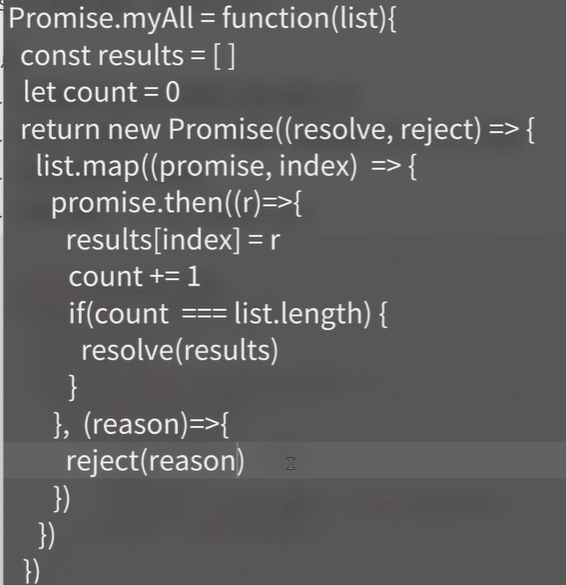 Promise.myAll = function(list){
const results = [ ]
let count = 0
return new Promise((resolve, reject) => {
list.map((promise, index)  => {
promise.then((r)=>{
results[index] = r
count += 1
if(count  === list.length) {
resolve(results)
}
},  (reason)=>{
reject(reason)
})
})
})